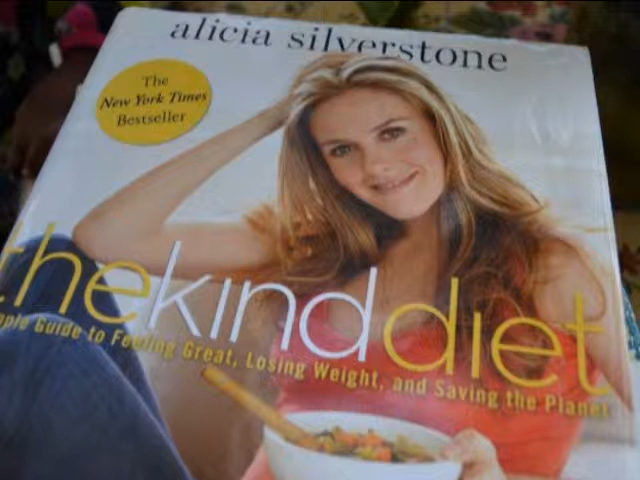 alicia silverstone
The
New York Times
Bestseller
thekinddiet
Guide to Feeling Great, Losing Weight, and Saving the Planet